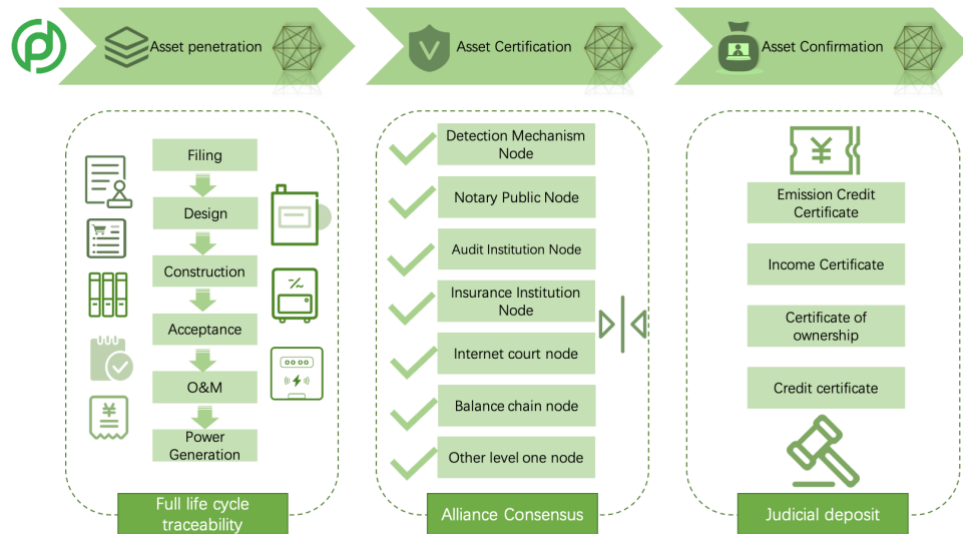 Asset penetration
Asset Certification
Asset Confirmation
Filing
Design
Construction
Acceptance
O&M
Power
Generation
¥
Full life cycle
traceability
V
Detection Mechanism
Node
Notary Public Node
Audit Institution Node
Insurance Institution
Node
Internet court node
Balance chain node
Other level one node
Alliance Consensus
¥
Emission Credit
Certificate
Income Certificate
Certificate of
ownership
Credit certificate
Judicial deposit